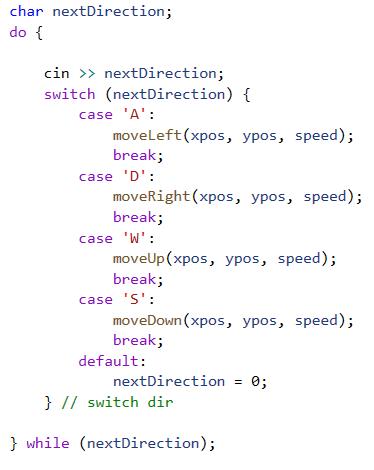 char nextDirection;
do {
cin >> nextDirection;
switch (nextDirection) {
case 'A':
moveLeft(xpos, ypos, speed);
break;
case 'D':
moveRight(xpos, ypos, speed);
break;
case 'W':
moveUp(xpos, ypos, speed);
break;
case 'S':
moveDown(xpos, ypos, speed);
break;
default:
nextDirection = 0;
} // switch dir
} while (nextDirection);